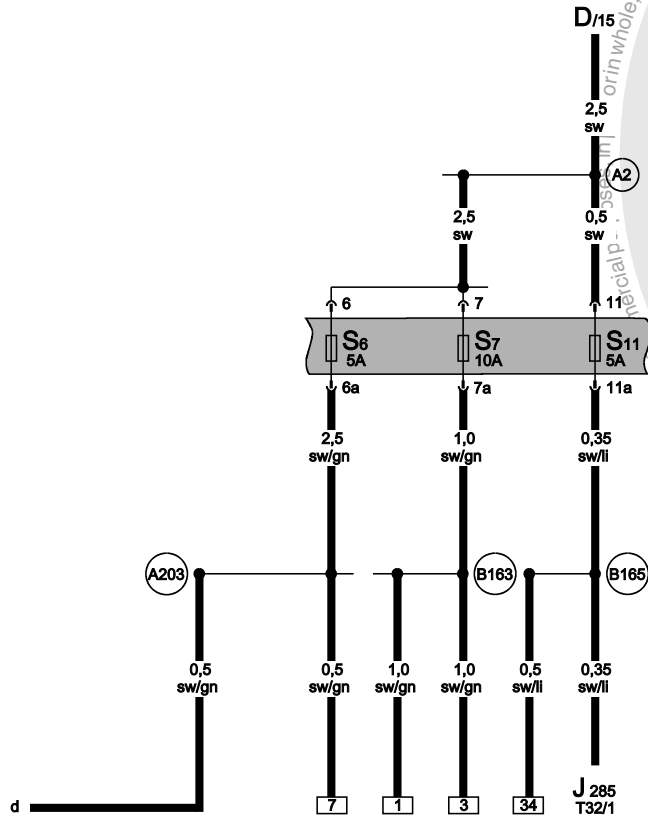 D/15
orinwhole,
2,5
sw
A2
2,5
sw
0,5
sw
6
7
11
S6
5A
S7
10A
S11
5A
6a
7a
11a
2,5
sw/gn
1,0
sw/gn
0,35
sw/li
A203
B163
B165
0,5
sw/gn
0,5
sw/gn
1,0
sw/gn
1,0
sw/gn
0,5
sw/li
0,35
sw/li
d
7
1
3
34
J 285
T32/1